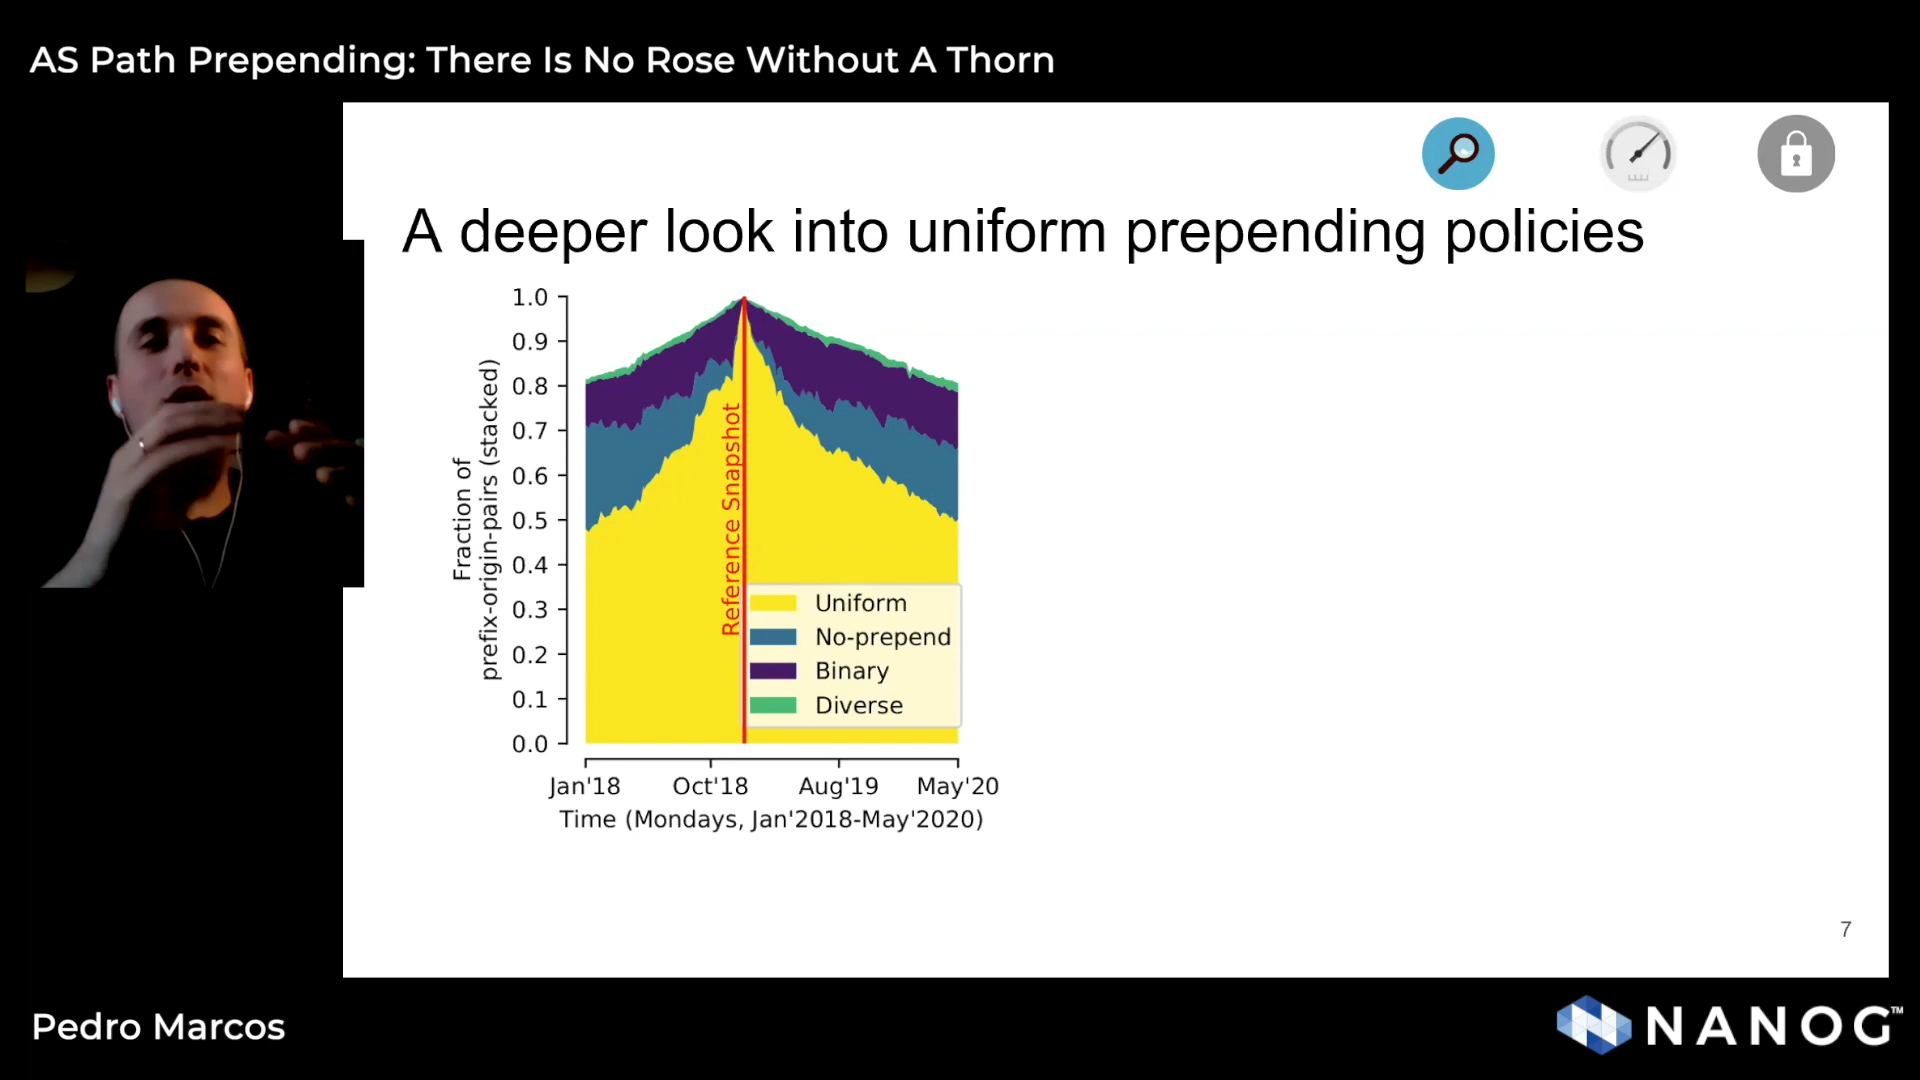 AS Path Prepending: There Is No Rose Without A Thorn
A deeper look into uniform prepending policies
1.0
0.9
0.8
0.7
0.6
0.5
0.4
0.3
0.2
0.1
0.0
Fraction of
prefix-origin-pairs (stacked)
Reference Snapshot
Uniform
No-prepend
Binary
Diverse
Jan'18 Oct'18 Aug'19 May'20
Time (Mondays, Jan'2018-May'2020)
7
Pedro Marcos
NANOG™